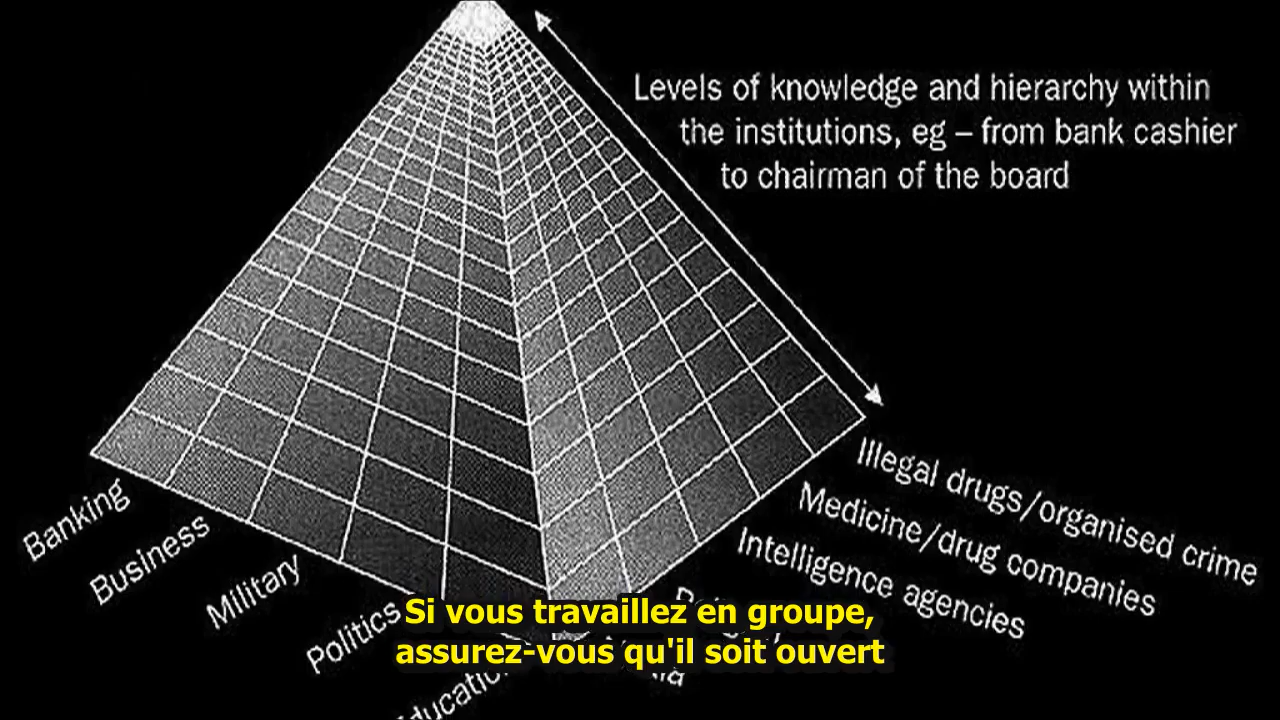 Levels of knowledge and hierarchy within
the institutions, eg – from bank cashier
to chairman of the board
Illegal drugs/organised crime
Medicine/drug companies
Intelligence agencies
Banking
Business
Military
Politics
Si vous travaillez en groupe,
assurez-vous qu'il soit ouvert